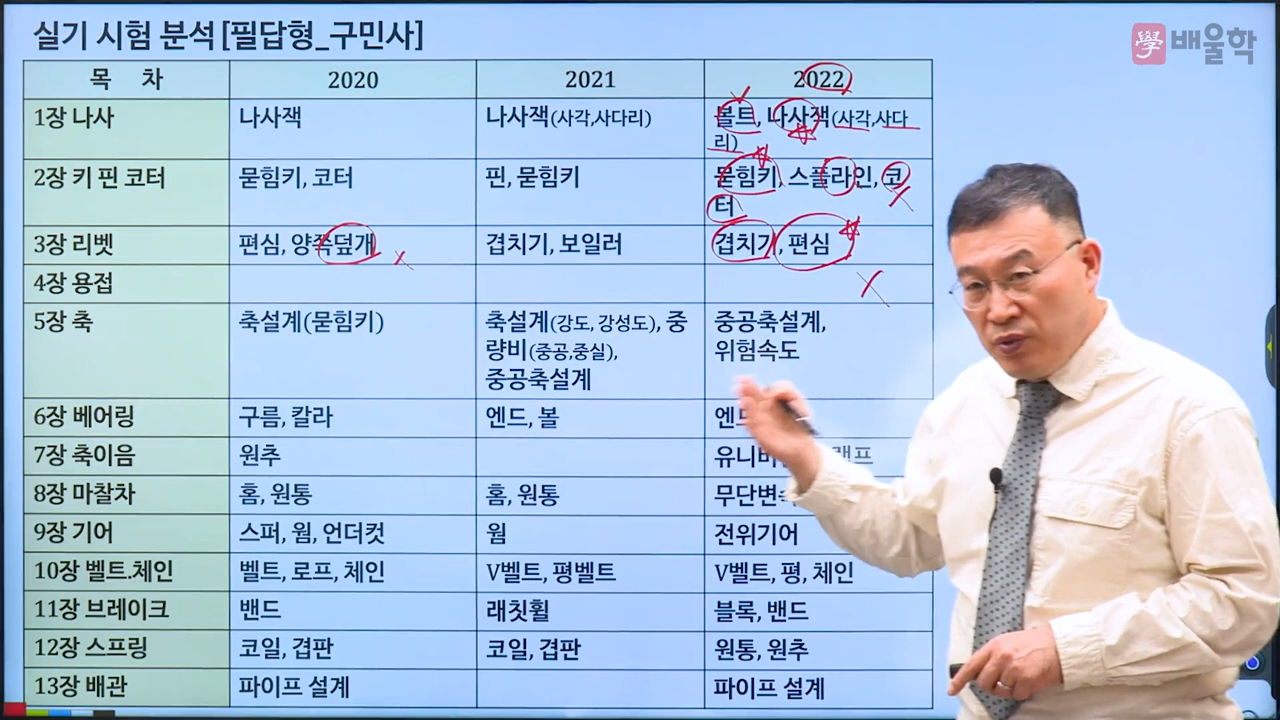 실기 시험 분석[필답형_구민사]
學 배울학
목 차 2020 2021 2022
1장 나사 나사잭 나사잭(사각,사다리) 볼트, 나사잭(사각,사다
리)
2장 키 핀 코터 묻힘키, 코터 핀, 묻힘키 묻힘키, 스플라인, 코
터
3장 리벳 편심, 양쪽덮개 겹치기, 보일러 겹치기, 편심
4장 용접
5장 축 축설계(묻힘키) 축설계(강도, 강성도), 중 중공축설계,
량비(중공,중실), 위험속도
중공축설계
6장 베어링 구름, 칼라 엔드, 볼
7장 축이음 원추
8장 마찰차 홈, 원통 홈, 원통
9장 기어 스퍼, 웜, 언더컷 웜 전위기어
10장 벨트.체인 벨트, 로프, 체인 V벨트, 평벨트 V벨트, 평, 체인
11장 브레이크 밴드 래칫휠 블록, 밴드
12장 스프링 코일, 겹판 코일, 겹판 원통, 원추
13장 배관 파이프 설계 파이프 설계